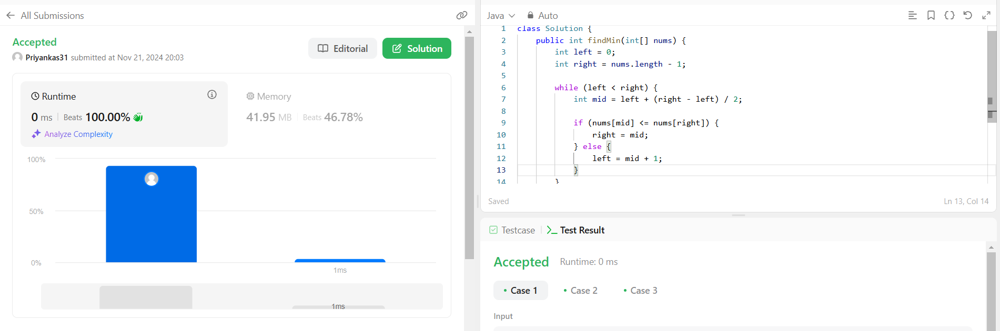 All Submissions
Accepted
Priyankas31 submitted at Nov 21, 2024 20:03
Editorial
Solution
Runtime
0 ms | Beats 100.00%
Analyze Complexity
Memory
41.95 MB | Beats 46.78%
100%
50%
0%
1ms
1ms
Java
Auto
1 class Solution {
2 public int findMin(int[] nums) {
3 int left = 0;
4 int right = nums.length - 1;
5
6 while (left < right) {
7 int mid = left + (right - left) / 2;
8
9 if (nums[mid] <= nums[right]) {
10 right = mid;
11 } else {
12 left = mid + 1;
13 }
14 }
Saved
Ln 13, Col 14
Testcase
Test Result
Accepted Runtime: 0 ms
• Case 1 • Case 2 • Case 3
Input